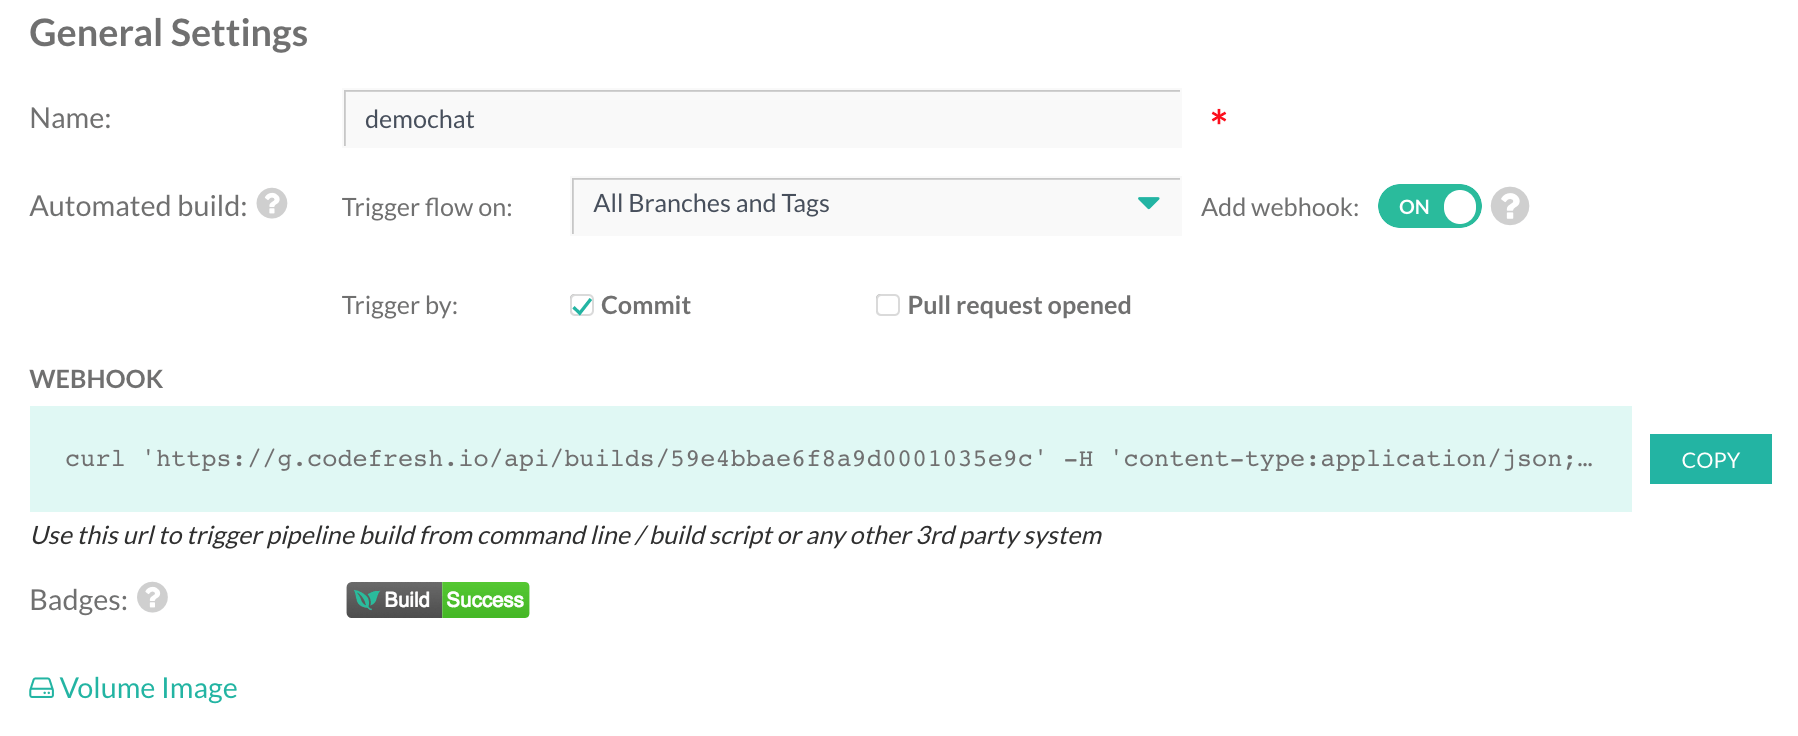 General Settings
Name: demochat *
Automated build: ? Trigger flow on: All Branches and Tags Add webhook: ON ?
Trigger by: Commit Pull request opened
WEBHOOK
curl 'https://g.codefresh.io/api/builds/59e4bbae6f8a9d0001035e9c' -H 'content-type:application/json;…
COPY
Use this url to trigger pipeline build from command line / build script or any other 3rd party system
Badges: ? Build Success
Volume Image